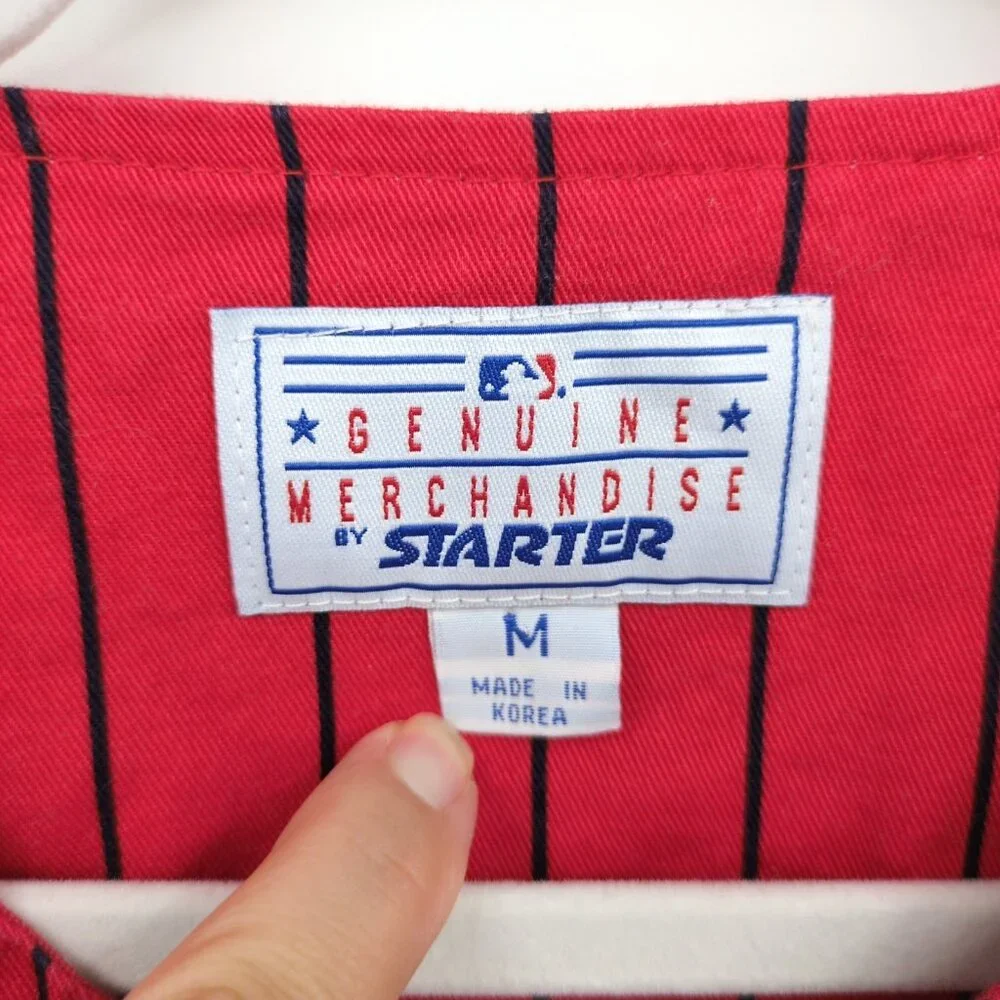 GENUINE
MERCHANDISE
BY STARTER
M
MADE IN
KOREA